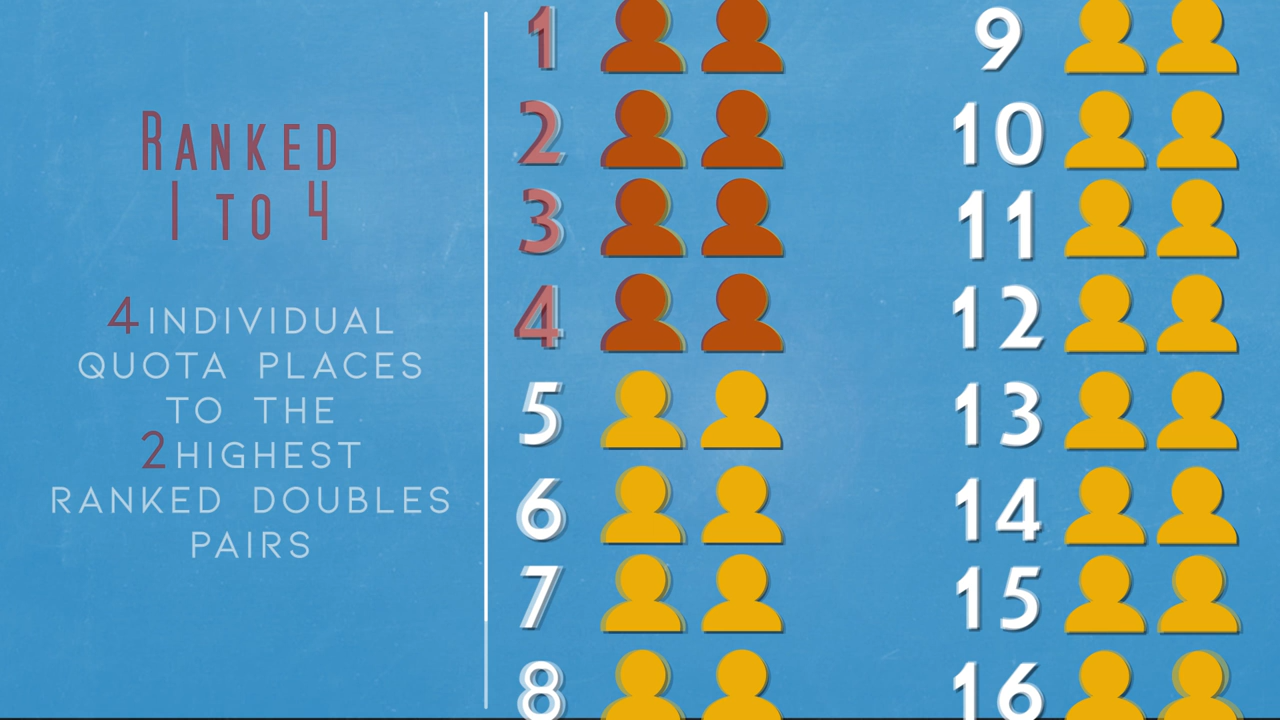 Ranked
1 to 4
4 individual
quota places
to the
2 highest
ranked doubles
pairs
1
2
3
4
5
6
7
8
9
10
11
12
13
14
15
16